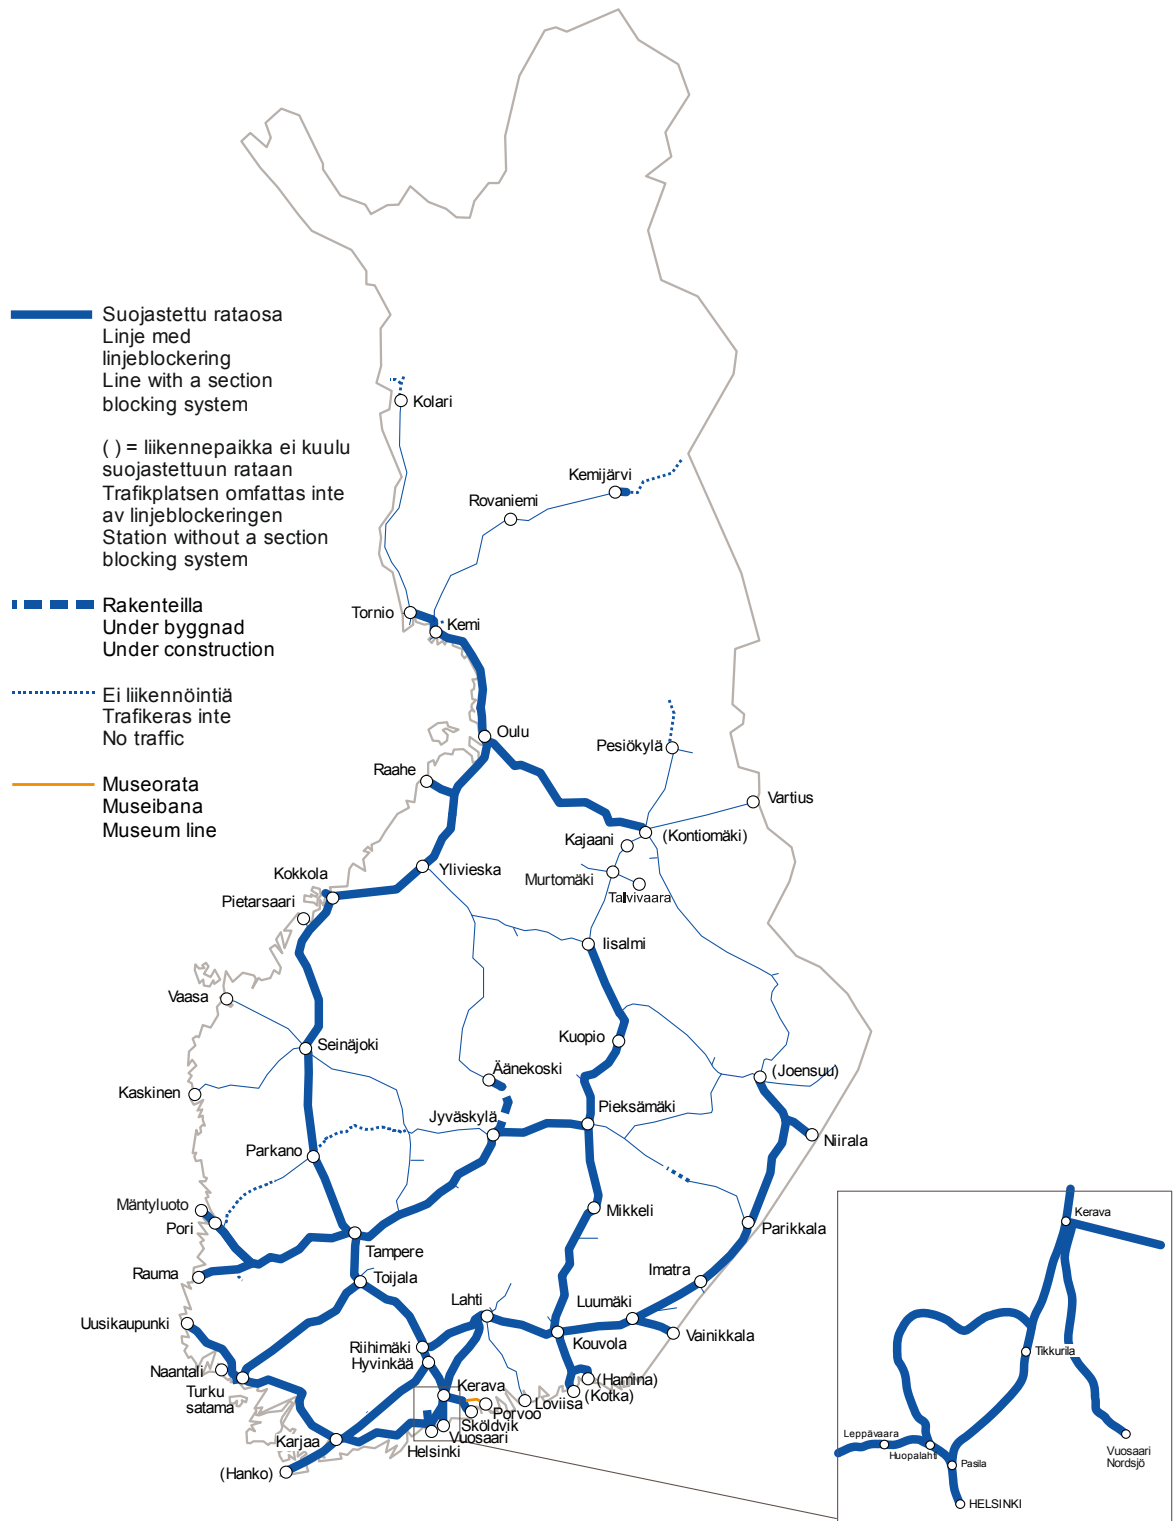 Suojastettu rataosa
Linje med
linjeblockering
Line with a section
blocking system
( ) = liikennepaikka ei kuulu
suojastettuun rataan
Trafikplatsen omfattas inte
av linjeblockeringen
Station without a section
blocking system
Rakenteilla
Under byggnad
Under construction
Ei liikennöintiä
Trafikeras inte
No traffic
Museorata
Museibana
Museum line
Kolari
Kemijärvi
Rovaniemi
Tornio
Kemi
Oulu
Pesiökylä
Raahe
Vartius
(Kontiomäki)
Kajaani
Ylivieska
Murtomäki
Kokkola
Talvivaara
Pietarsaari
Iisalmi
Vaasa
Kuopio
Seinäjoki
Äänekoski
(Joensuu)
Kaskinen
Pieksämäki
Jyväskylä
Niirala
Parkano
Mäntyluoto
Pori
Mikkeli
Parikkala
Tampere
Rauma
Imatra
Toijala
Lahti
Luumäki
Uusikaupunki
Vainikkala
Kouvola
Riihimäki
Hyvinkää
Naantali
Turku
satama
(Hamina)
Kerava
(Kotka)
Loviisa
Porvoo
Sköldvik
Vuosaari
Helsinki
Karjaa
(Hanko)
Kerava
Tikkurila
Leppävaara
Huopalahti
Pasila
Vuosaari
Nordsjö
HELSINKI